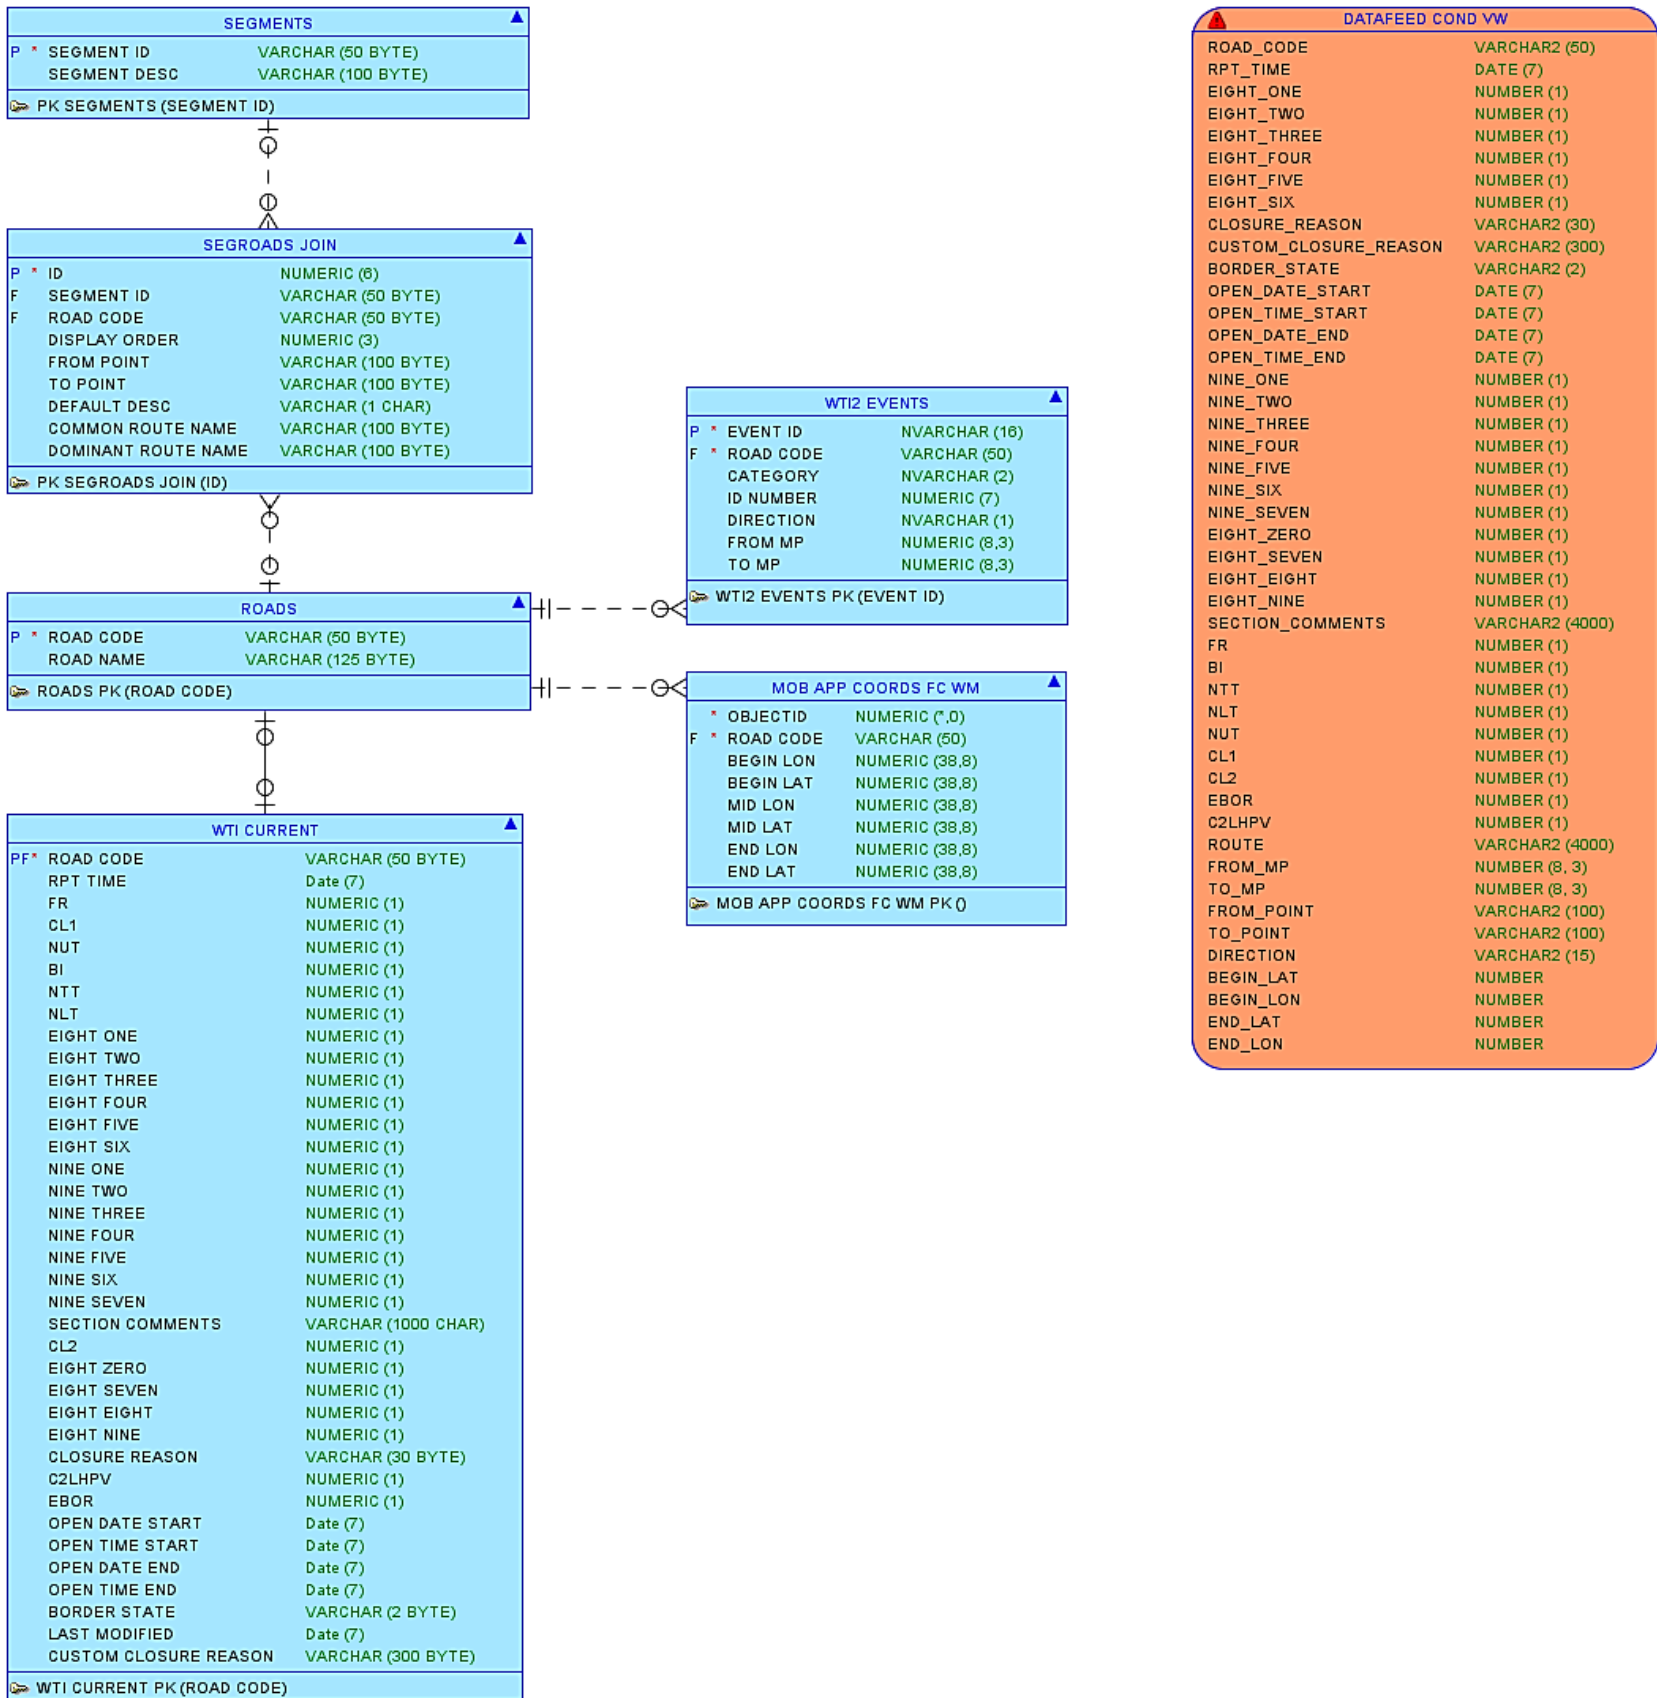 SEGMENTS
P * SEGMENT ID VARCHAR (50 BYTE)
SEGMENT DESC VARCHAR (100 BYTE)
PK SEGMENTS (SEGMENT ID)
SEGROADS JOIN
P * ID NUMERIC (6)
F SEGMENT ID VARCHAR (50 BYTE)
F ROAD CODE VARCHAR (50 BYTE)
DISPLAY ORDER NUMERIC (3)
FROM POINT VARCHAR (100 BYTE)
TO POINT VARCHAR (100 BYTE)
DEFAULT DESC VARCHAR (1 CHAR)
COMMON ROUTE NAME VARCHAR (100 BYTE)
DOMINANT ROUTE NAME VARCHAR (100 BYTE)
PK SEGROADS JOIN (ID)
ROADS
P * ROAD CODE VARCHAR (50 BYTE)
ROAD NAME VARCHAR (125 BYTE)
ROADS PK (ROAD CODE)
WTI CURRENT
PF* ROAD CODE VARCHAR (50 BYTE)
RPT TIME Date (7)
FR NUMERIC (1)
CL1 NUMERIC (1)
NUT NUMERIC (1)
BI NUMERIC (1)
NTT NUMERIC (1)
NLT NUMERIC (1)
EIGHT ONE NUMERIC (1)
EIGHT TWO NUMERIC (1)
EIGHT THREE NUMERIC (1)
EIGHT FOUR NUMERIC (1)
EIGHT FIVE NUMERIC (1)
EIGHT SIX NUMERIC (1)
NINE ONE NUMERIC (1)
NINE TWO NUMERIC (1)
NINE THREE NUMERIC (1)
NINE FOUR NUMERIC (1)
NINE FIVE NUMERIC (1)
NINE SIX NUMERIC (1)
NINE SEVEN NUMERIC (1)
SECTION COMMENTS VARCHAR (1000 CHAR)
CL2 NUMERIC (1)
EIGHT ZERO NUMERIC (1)
EIGHT SEVEN NUMERIC (1)
EIGHT EIGHT NUMERIC (1)
EIGHT NINE NUMERIC (1)
CLOSURE REASON VARCHAR (30 BYTE)
C2LHPV NUMERIC (1)
EBOR NUMERIC (1)
OPEN DATE START Date (7)
OPEN TIME START Date (7)
OPEN DATE END Date (7)
OPEN TIME END Date (7)
BORDER STATE VARCHAR (2 BYTE)
LAST MODIFIED Date (7)
CUSTOM CLOSURE REASON VARCHAR (300 BYTE)
WTI CURRENT PK (ROAD CODE)
WTI2 EVENTS
P * EVENT ID NVARCHAR (16)
F * ROAD CODE VARCHAR (50)
CATEGORY NVARCHAR (2)
ID NUMBER NUMERIC (7)
DIRECTION NVARCHAR (1)
FROM MP NUMERIC (8,3)
TO MP NUMERIC (8,3)
WTI2 EVENTS PK (EVENT ID)
MOB APP COORDS FC WM
* OBJECTID NUMERIC (*,0)
F * ROAD CODE VARCHAR (50)
BEGIN LON NUMERIC (38,8)
BEGIN LAT NUMERIC (38,8)
MID LON NUMERIC (38,8)
MID LAT NUMERIC (38,8)
END LON NUMERIC (38,8)
END LAT NUMERIC (38,8)
MOB APP COORDS FC WM PK ()
DATAFEED COND VW
ROAD_CODE VARCHAR2 (50)
RPT_TIME DATE (7)
EIGHT_ONE NUMBER (1)
EIGHT_TWO NUMBER (1)
EIGHT_THREE NUMBER (1)
EIGHT_FOUR NUMBER (1)
EIGHT_FIVE NUMBER (1)
EIGHT_SIX NUMBER (1)
CLOSURE_REASON VARCHAR2 (30)
CUSTOM_CLOSURE_REASON VARCHAR2 (300)
BORDER_STATE VARCHAR2 (2)
OPEN_DATE_START DATE (7)
OPEN_TIME_START DATE (7)
OPEN_DATE_END DATE (7)
OPEN_TIME_END DATE (7)
NINE_ONE NUMBER (1)
NINE_TWO NUMBER (1)
NINE_THREE NUMBER (1)
NINE_FOUR NUMBER (1)
NINE_FIVE NUMBER (1)
NINE_SIX NUMBER (1)
NINE_SEVEN NUMBER (1)
EIGHT_ZERO NUMBER (1)
EIGHT_SEVEN NUMBER (1)
EIGHT_EIGHT NUMBER (1)
EIGHT_NINE NUMBER (1)
SECTION_COMMENTS VARCHAR2 (4000)
FR NUMBER (1)
BI NUMBER (1)
NTT NUMBER (1)
NLT NUMBER (1)
NUT NUMBER (1)
CL1 NUMBER (1)
CL2 NUMBER (1)
EBOR NUMBER (1)
C2LHPV NUMBER (1)
ROUTE VARCHAR2 (4000)
FROM_MP NUMBER (8, 3)
TO_MP NUMBER (8, 3)
FROM_POINT VARCHAR2 (100)
TO_POINT VARCHAR2 (100)
DIRECTION VARCHAR2 (15)
BEGIN_LAT NUMBER
BEGIN_LON NUMBER
END_LAT NUMBER
END_LON NUMBER